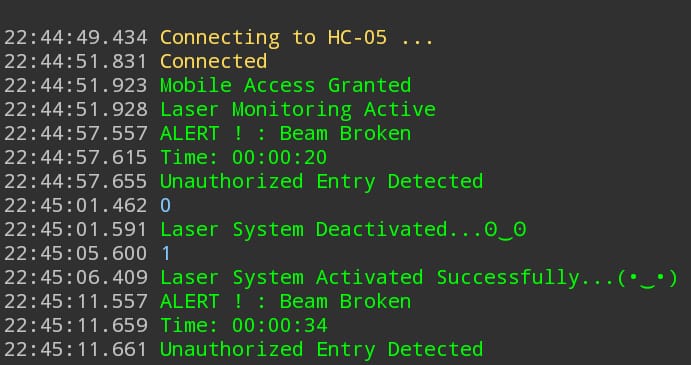 22:44:49.434 Connecting to HC-05 ...
22:44:51.831 Connected
22:44:51.923 Mobile Access Granted
22:44:51.928 Laser Monitoring Active
22:44:57.557 ALERT ! : Beam Broken
22:44:57.615 Time: 00:00:20
22:44:57.655 Unauthorized Entry Detected
22:45:01.462 0
22:45:01.591 Laser System Deactivated...ʘ‿ʘ
22:45:05.600 1
22:45:06.409 Laser System Activated Successfully...(•‿•)
22:45:11.557 ALERT ! : Beam Broken
22:45:11.659 Time: 00:00:34
22:45:11.661 Unauthorized Entry Detected